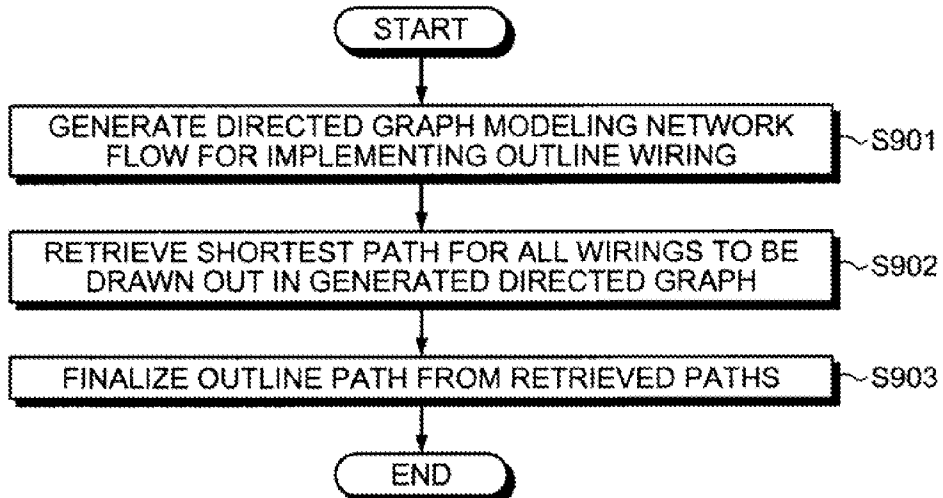 START
GENERATE DIRECTED GRAPH MODELING NETWORK
FLOW FOR IMPLEMENTING OUTLINE WIRING
S901
RETRIEVE SHORTEST PATH FOR ALL WIRINGS TO BE
DRAWN OUT IN GENERATED DIRECTED GRAPH
S902
FINALIZE OUTLINE PATH FROM RETRIEVED PATHS
S903
END